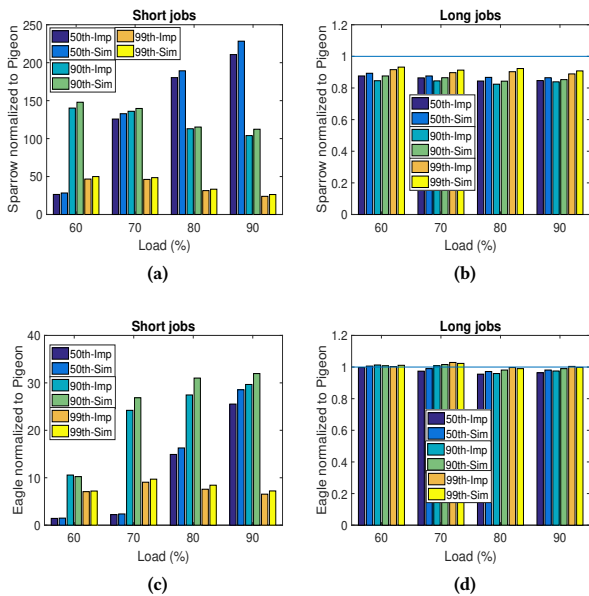 Short jobs
Sparrow normalized to Pigeon
250
200
150
100
50
0
50th-Imp
50th-Sim
90th-Imp
90th-Sim
99th-Imp
99th-Sim
60 70 80 90
Load (%)
(a)
Long jobs
Sparrow normalized to Pigeon
1.2
1
0.8
0.6
0.4
0.2
0
50th-Imp
50th-Sim
90th-Imp
90th-Sim
99th-Imp
99th-Sim
60 70 80 90
Load (%)
(b)
Short jobs
Eagle normalized to Pigeon
40
30
20
10
0
50th-Imp
50th-Sim
90th-Imp
90th-Sim
99th-Imp
99th-Sim
60 70 80 90
Load (%)
(c)
Long jobs
Eagle normalized to Pigeon
1.2
1
0.8
0.6
0.4
0.2
0
50th-Imp
50th-Sim
90th-Imp
90th-Sim
99th-Imp
99th-Sim
60 70 80 90
Load (%)
(d)